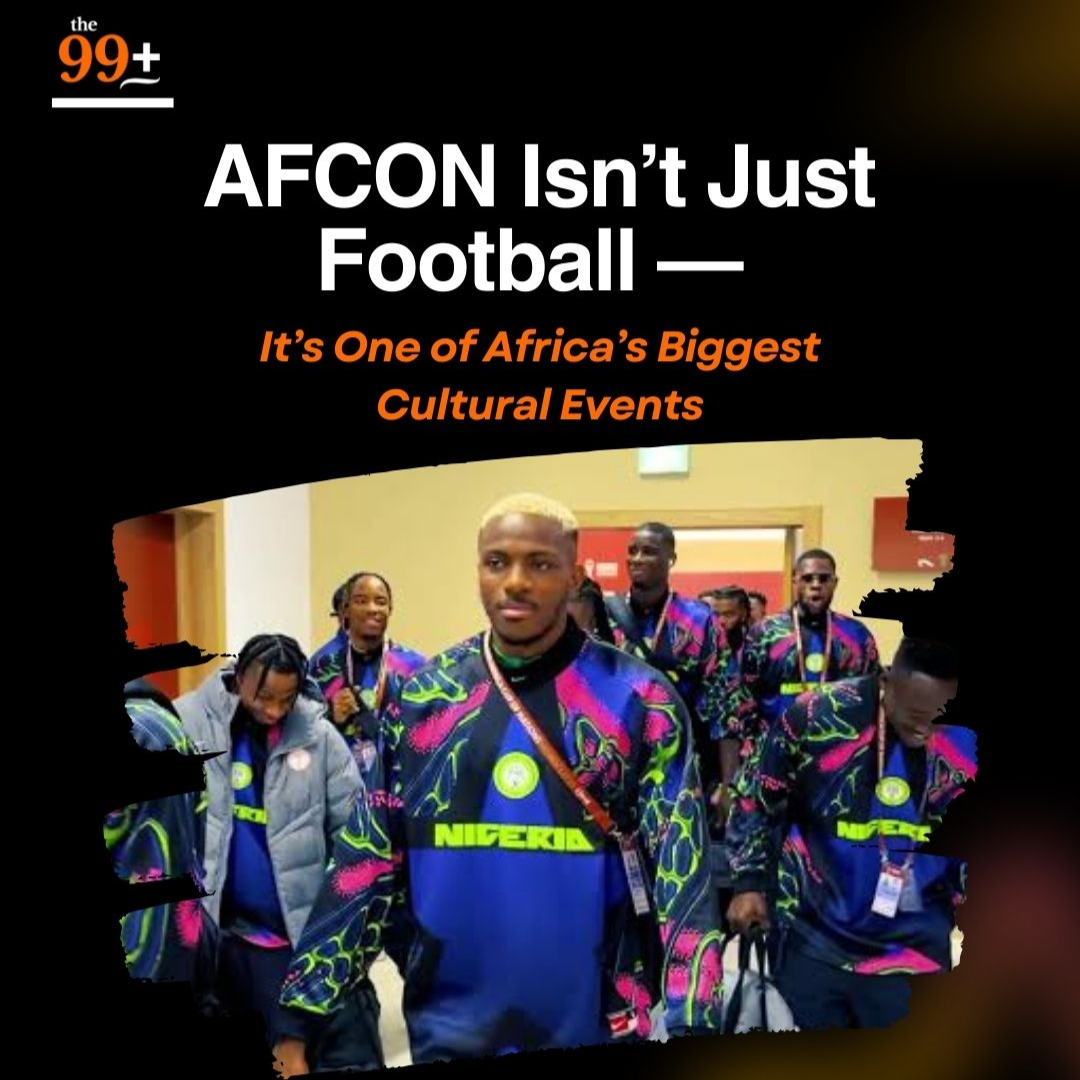 the
99+
AFCON Isn’t Just
Football —
It’s One of Africa’s Biggest
Cultural Events
NIGERIA